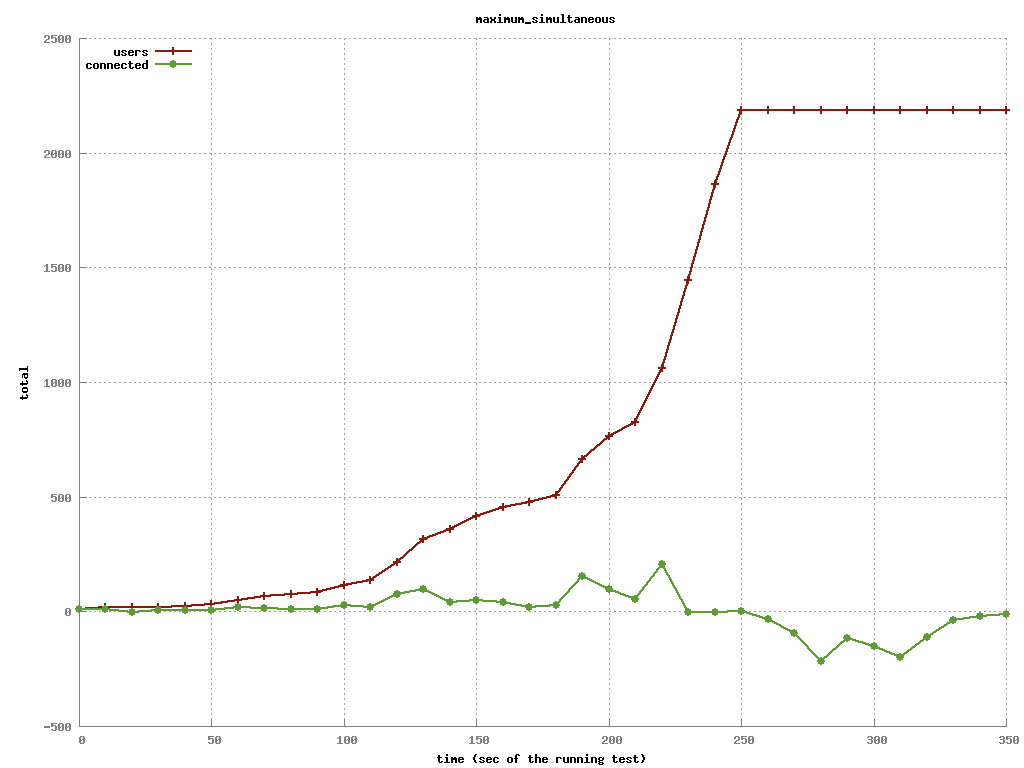 maximum_simultaneous
users
connected
2500
2000
1500
1000
500
0
-500
total
0 50 100 150 200 250 300 350
time (sec of the running test)